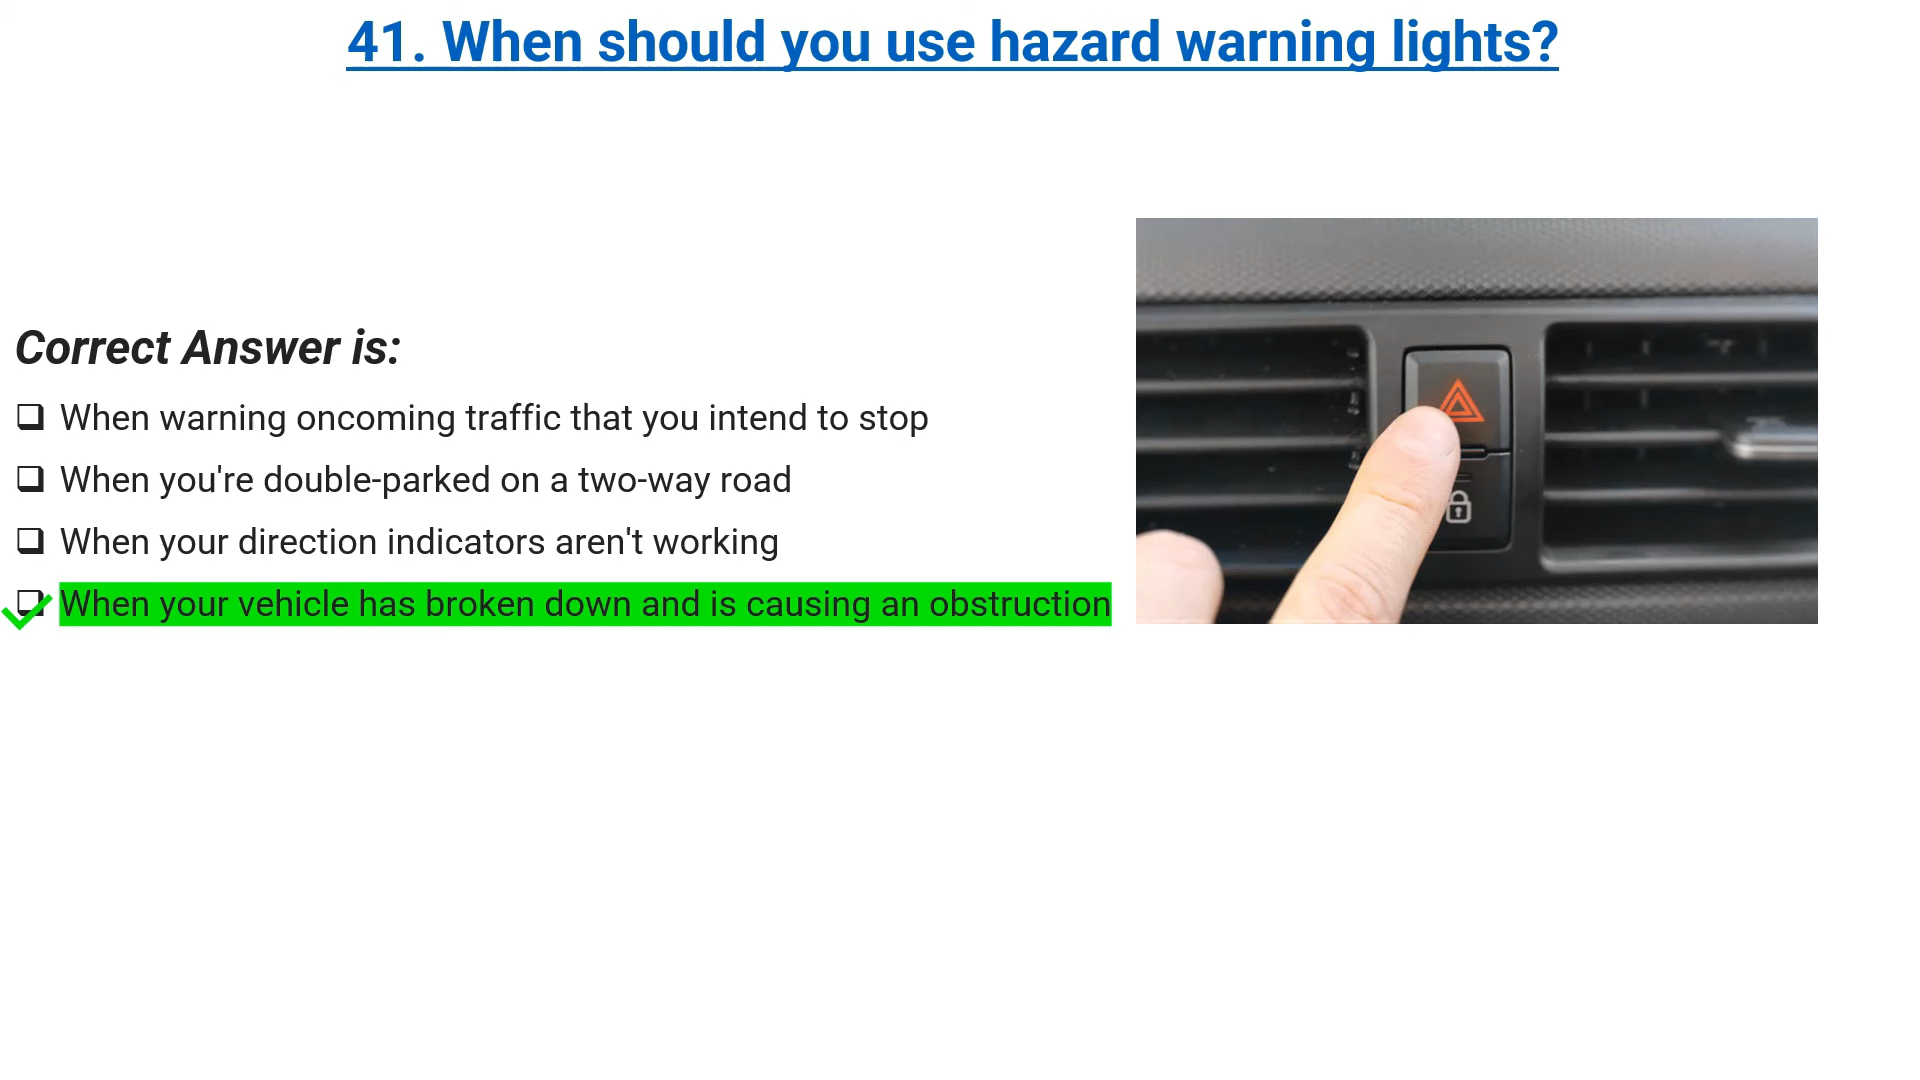 41. When should you use hazard warning lights?
Correct Answer is:
When warning oncoming traffic that you intend to stop
When you're double-parked on a two-way road
When your direction indicators aren't working
When your vehicle has broken down and is causing an obstruction